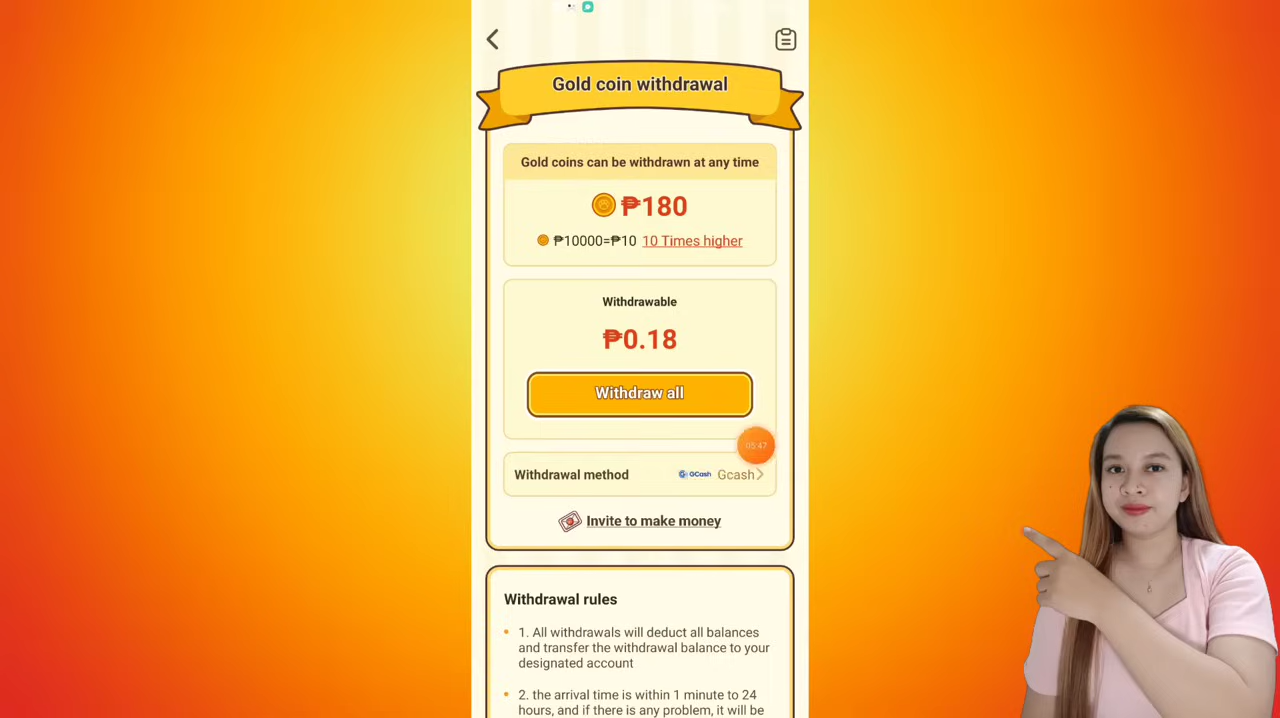 Gold coin withdrawal
Gold coins can be withdrawn at any time
₱180
₱10000=₱10 10 Times higher
Withdrawable
₱0.18
Withdraw all
05:47
Withdrawal method GCash Gcash
Invite to make money
Withdrawal rules
1. All withdrawals will deduct all balances
and transfer the withdrawal balance to your
designated account
2. the arrival time is within 1 minute to 24
hours, and if there is any problem, it will be